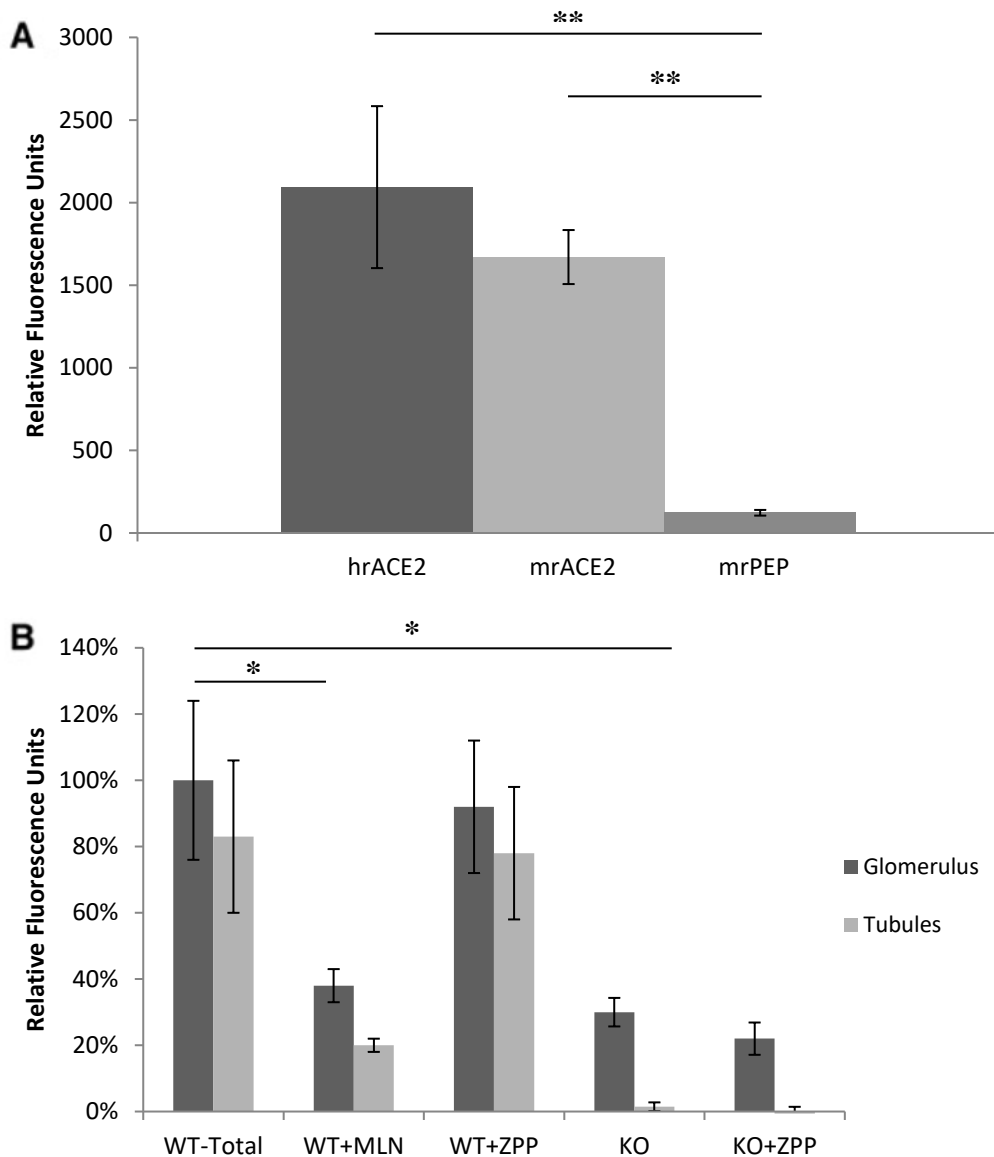 A
**
**
Relative Fluorescence Units
3000
2500
2000
1500
1000
500
0
hrACE2 mrACE2 mrPEP
B
*
*
Relative Fluorescence Units
140%
120%
100%
80%
60%
40%
20%
0%
Glomerulus
Tubules
WT-Total WT+MLN WT+ZPP KO KO+ZPP